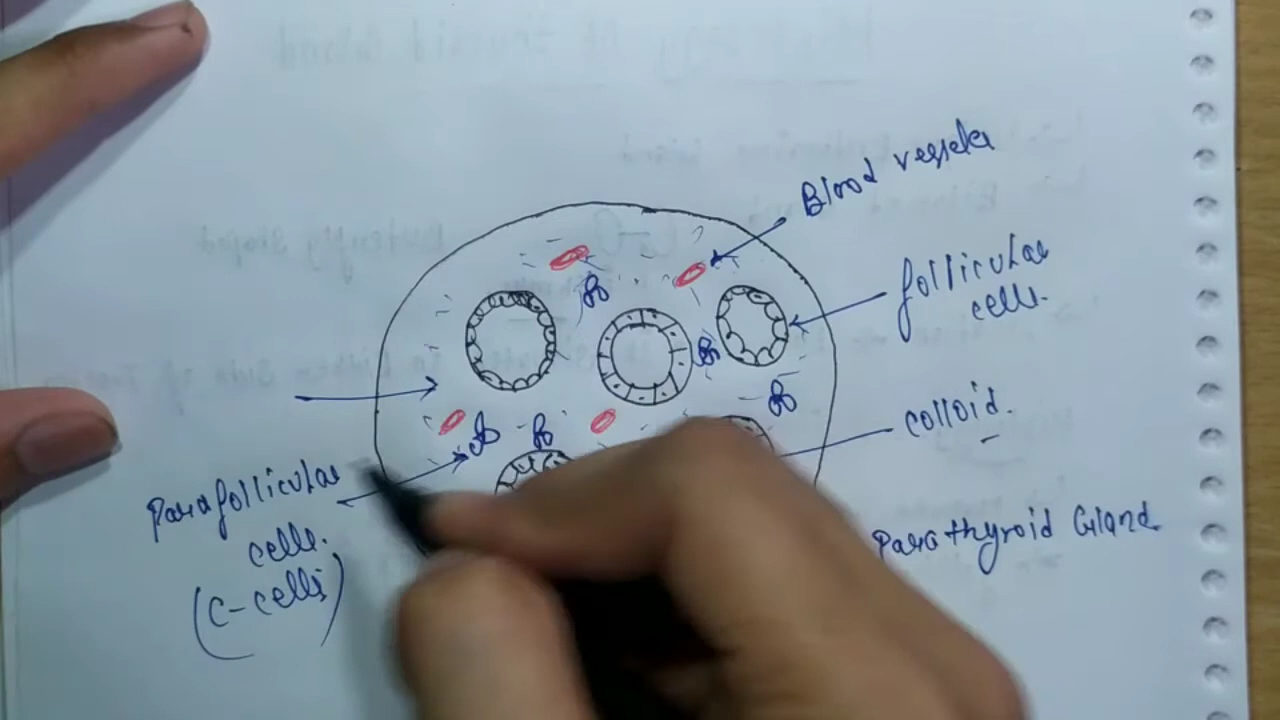 Blood vessels
follicular
cells.
colloid.
Parafollicular
cells.
(C-cells)
Parathyroid Gland